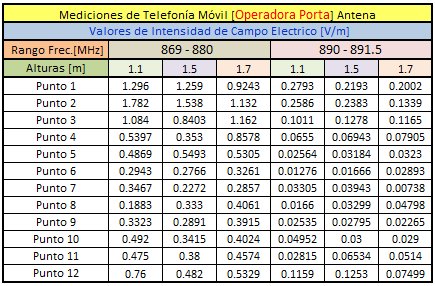 Mediciones de Telefonía Móvil [Operadora Porta] Antena
Valores de Intensidad de Campo Electrico [V/m]
Rango Frec.[MHz] 869 - 880 890 - 891.5
Alturas [m] 1.1 1.5 1.7 1.1 1.5 1.7
Punto 1 1.296 1.259 0.9243 0.2793 0.2193 0.2002
Punto 2 1.782 1.538 1.132 0.2586 0.2383 0.1339
Punto 3 1.084 0.8403 1.162 0.1011 0.1278 0.1165
Punto 4 0.5397 0.353 0.8578 0.0655 0.06943 0.07905
Punto 5 0.4869 0.5493 0.5305 0.02564 0.03184 0.0323
Punto 6 0.2943 0.2766 0.3261 0.01276 0.01666 0.02893
Punto 7 0.3467 0.2272 0.2857 0.03305 0.03943 0.00738
Punto 8 0.1883 0.333 0.4061 0.0166 0.03299 0.04798
Punto 9 0.3323 0.2891 0.3915 0.02535 0.02795 0.02265
Punto 10 0.492 0.3415 0.4024 0.04952 0.03 0.029
Punto 11 0.475 0.38 0.4574 0.02815 0.06534 0.0514
Punto 12 0.76 0.482 0.5329 0.1159 0.1253 0.07499